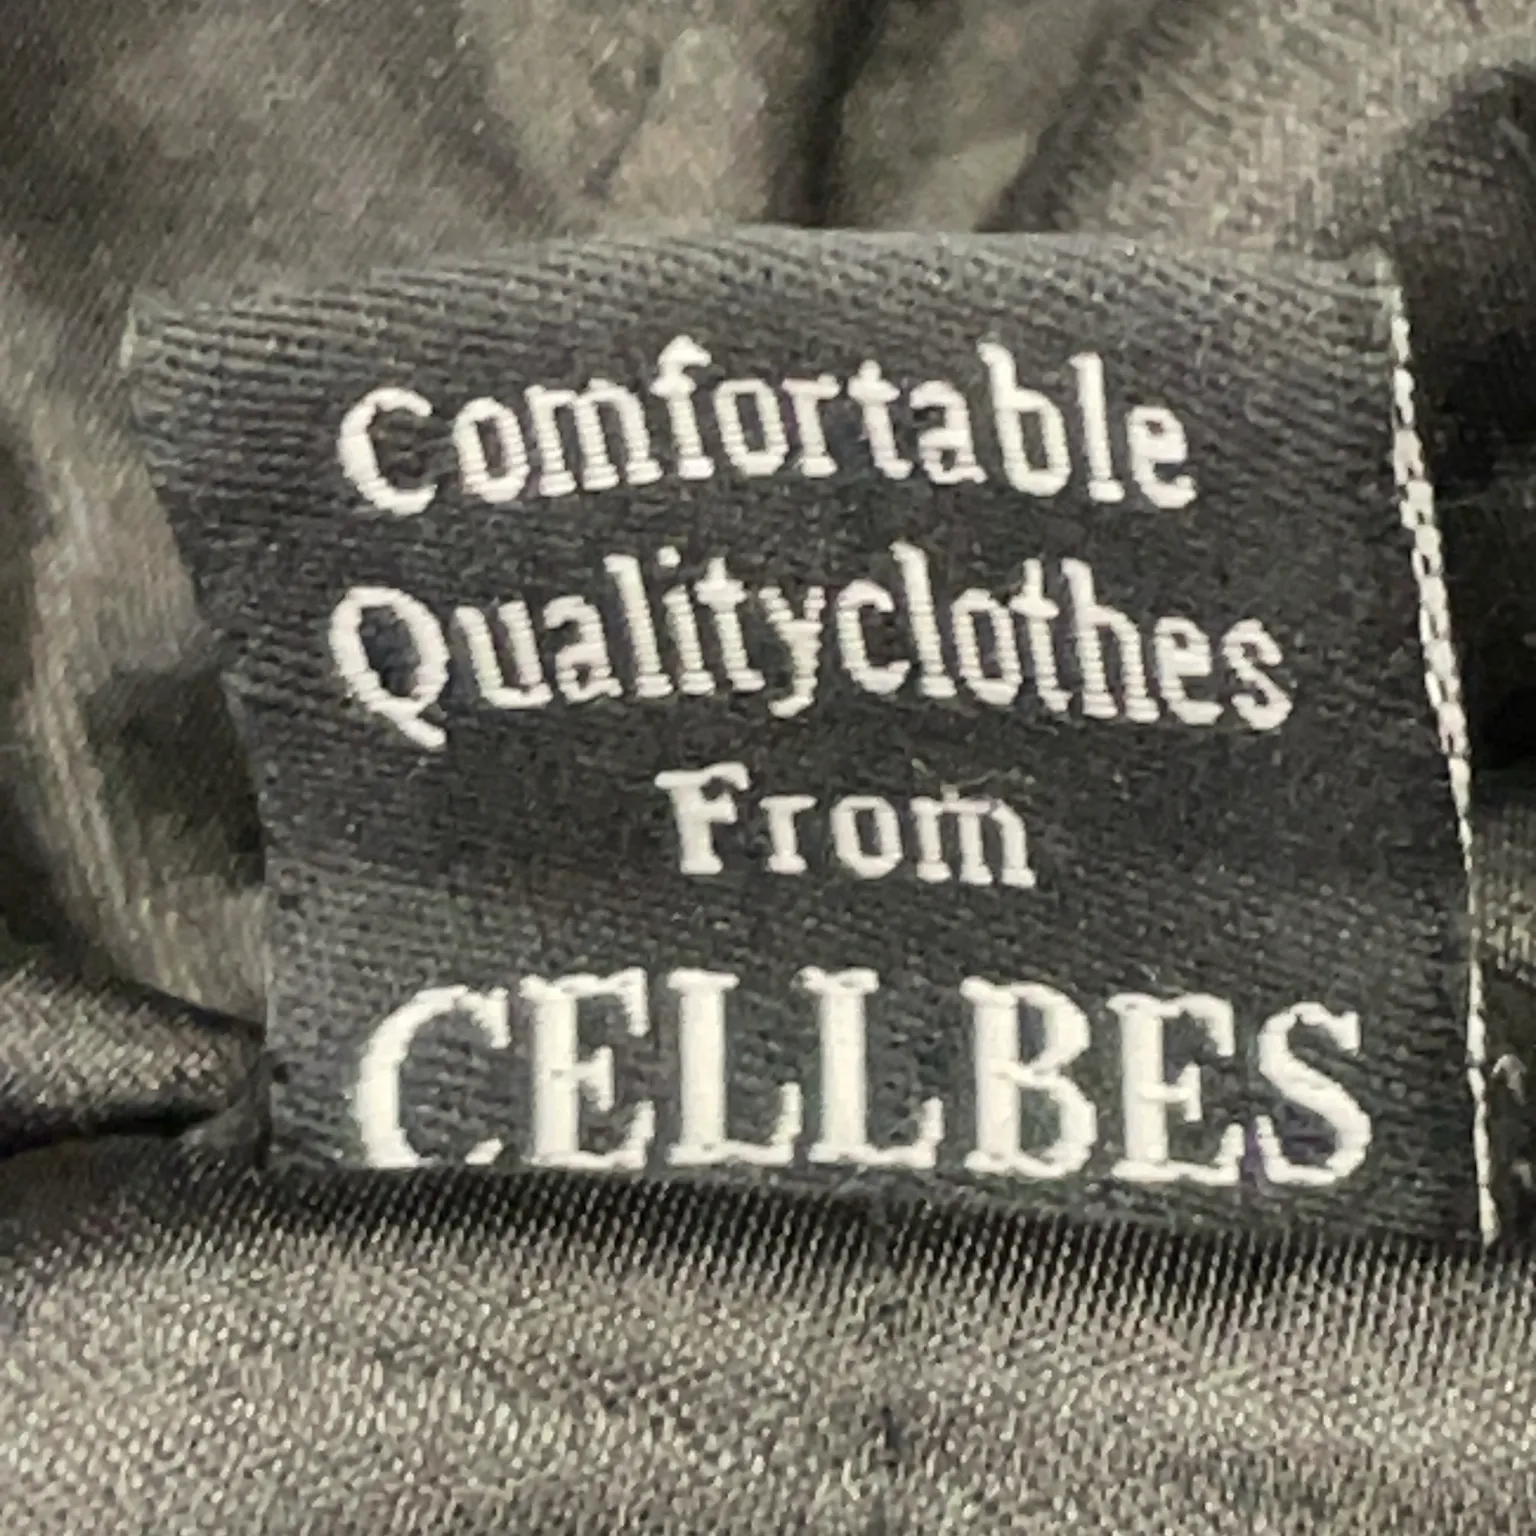 Comfortable
Qualityclothes
From
CELLBES